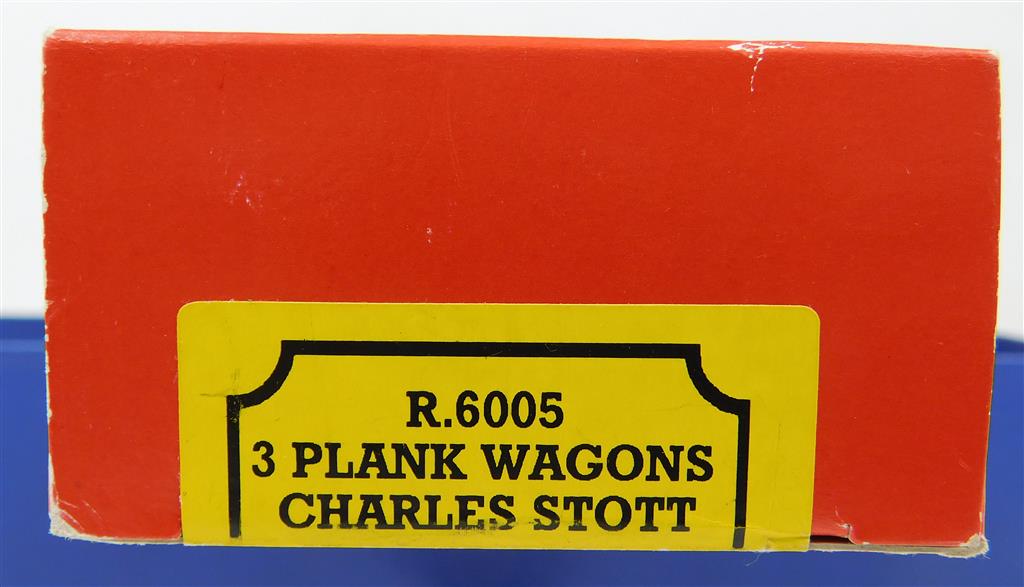 R.6005
3 PLANK WAGONS
CHARLES STOTT